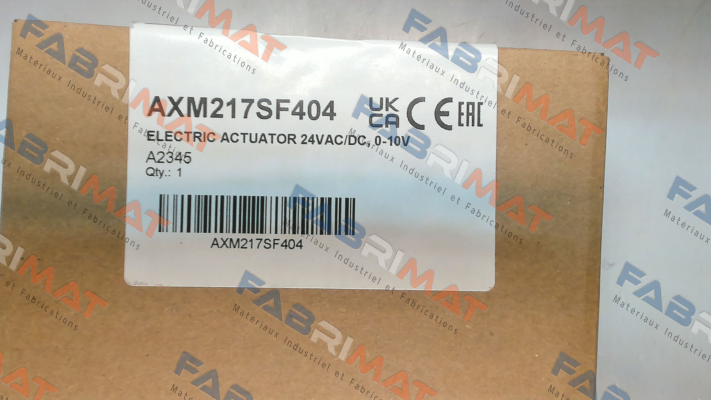 AXM217SF404 UK CA CE EAC
ELECTRIC ACTUATOR 24VAC/DC, 0-10V
A2345
Qty.: 1
AXM217SF404
FABRIMAT
Materiaux Industriel et Fabrications